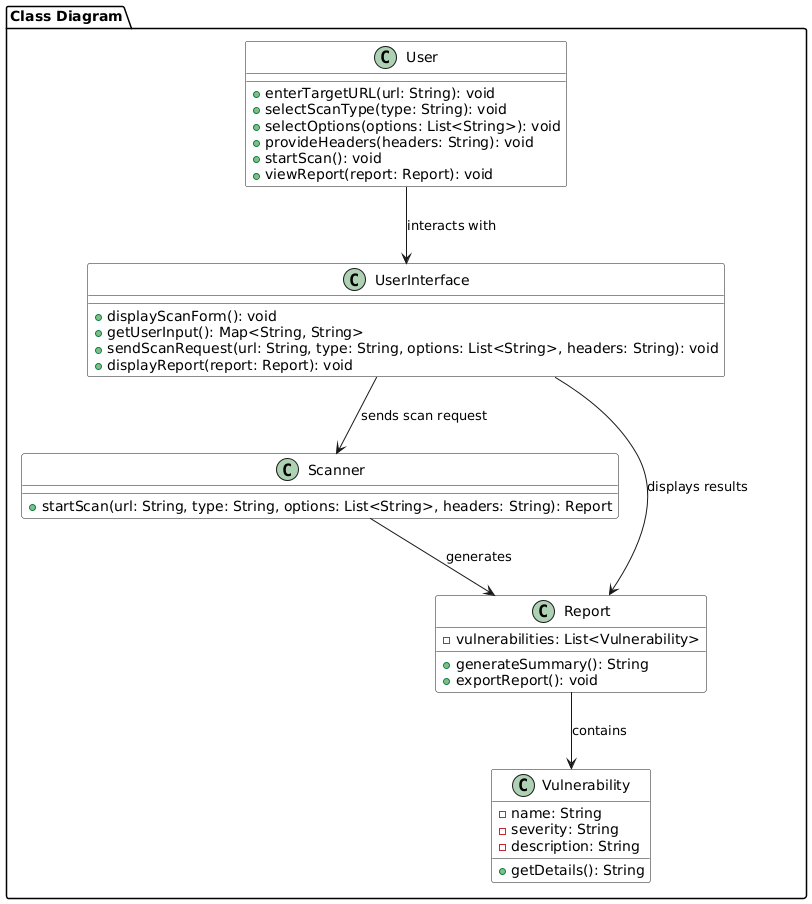 Class Diagram
C User
enterTargetURL(url: String): void
selectScanType(type: String): void
selectOptions(options: List<String>): void
provideHeaders(headers: String): void
startScan(): void
viewReport(report: Report): void
interacts with
C UserInterface
displayScanForm(): void
getUserInput(): Map<String, String>
sendScanRequest(url: String, type: String, options: List<String>, headers: String): void
displayReport(report: Report): void
sends scan request
C Scanner
startScan(url: String, type: String, options: List<String>, headers: String): Report
displays results
generates
C Report
vulnerabilities: List<Vulnerability>
generateSummary(): String
exportReport(): void
contains
C Vulnerability
name: String
severity: String
description: String
getDetails(): String